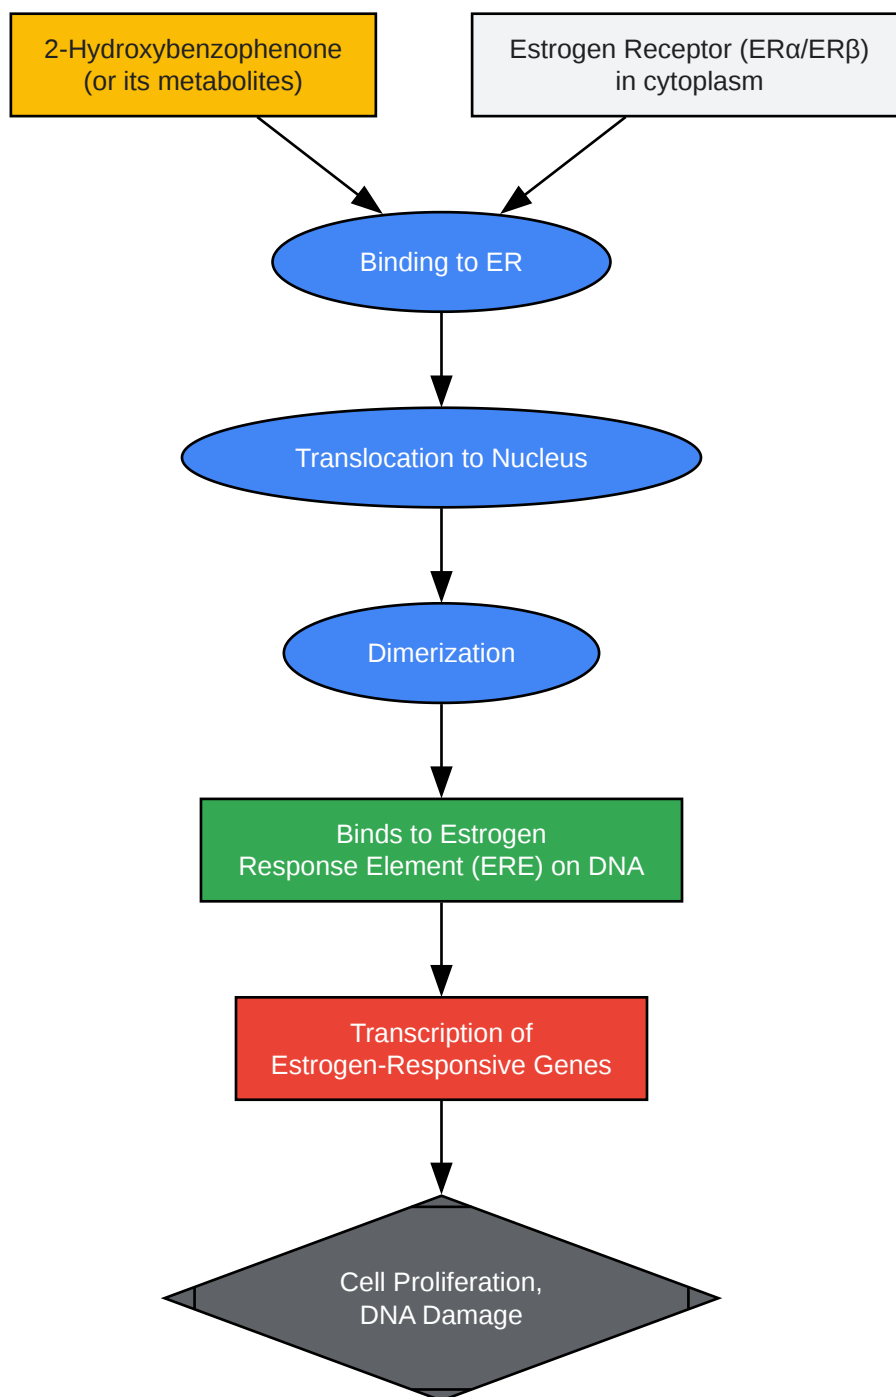 2-Hydroxybenzophenone
(or its metabolites)
Estrogen Receptor (ERα/ERβ)
in cytoplasm
Binding to ER
Translocation to Nucleus
Dimerization
Binds to Estrogen
Response Element (ERE) on DNA
Transcription of
Estrogen-Responsive Genes
Cell Proliferation,
DNA Damage